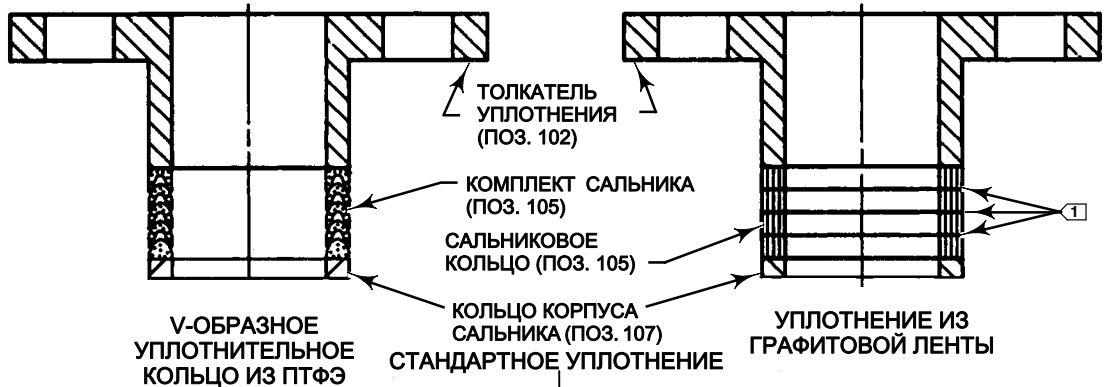 ТОЛКАТЕЛЬ
УПЛОТНЕНИЯ
(ПОЗ. 102)
КОМПЛЕКТ САЛЬНИКА
(ПОЗ. 105)
1
САЛЬНИКОВОЕ
КОЛЬЦО (ПОЗ. 105)
КОЛЬЦО КОРПУСА
САЛЬНИКА (ПОЗ. 107)
V-ОБРАЗНОЕ
УПЛОТНИТЕЛЬНОЕ
КОЛЬЦО ИЗ ПТФЭ
УПЛОТНЕНИЕ ИЗ
ГРАФИТОВОЙ ЛЕНТЫ
СТАНДАРТНОЕ УПЛОТНЕНИЕ